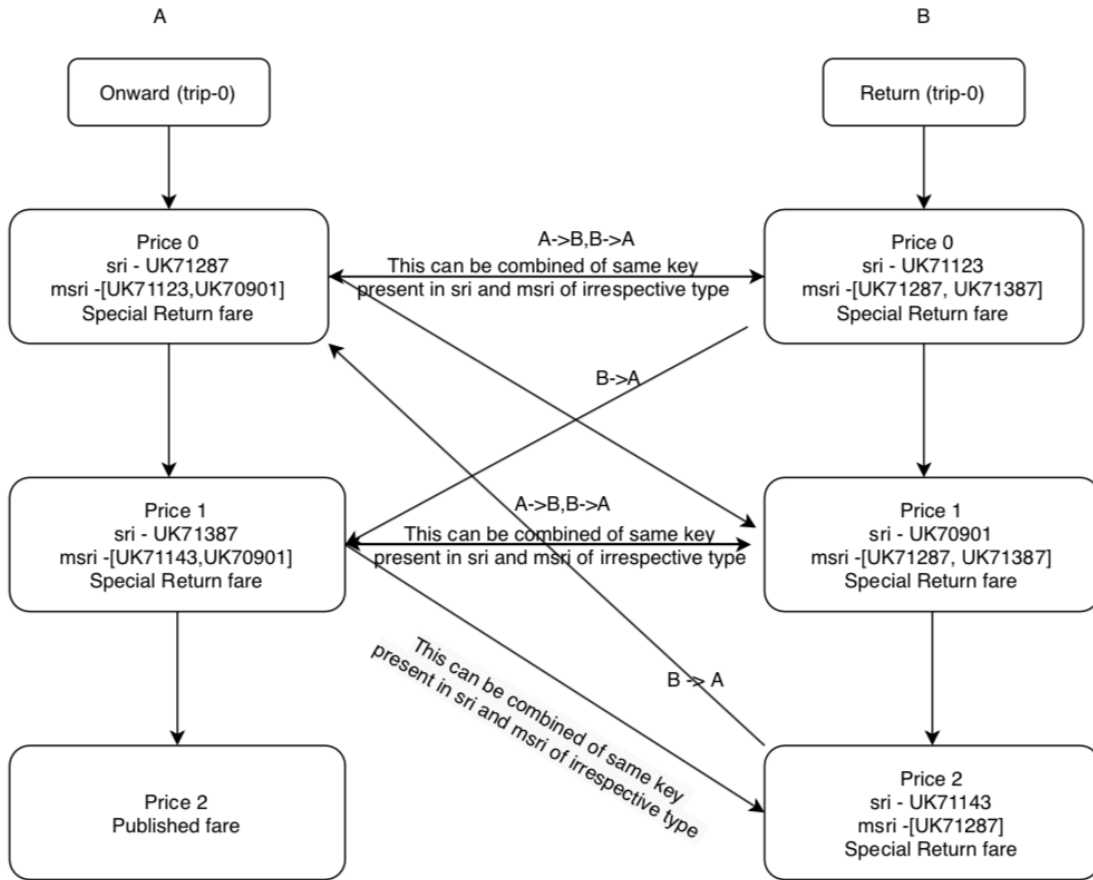 A
B
Onward (trip-0)
Return (trip-0)
Price 0
sri - UK71287
msri -[UK71123,UK70901]
Special Return fare
A->B,B->A
This can be combined of same key
present in sri and msri of irrespective type
Price 0
sri - UK71123
msri -[UK71287, UK71387]
Special Return fare
B->A
Price 1
sri - UK71387
msri -[UK71143,UK70901]
Special Return fare
A->B,B->A
This can be combined of same key
present in sri and msri of irrespective type
Price 1
sri - UK70901
msri -[UK71287, UK71387]
Special Return fare
This can be combined of same key
present in sri and msri of irrespective type
B -> A
Price 2
Published fare
Price 2
sri - UK71143
msri -[UK71287]
Special Return fare